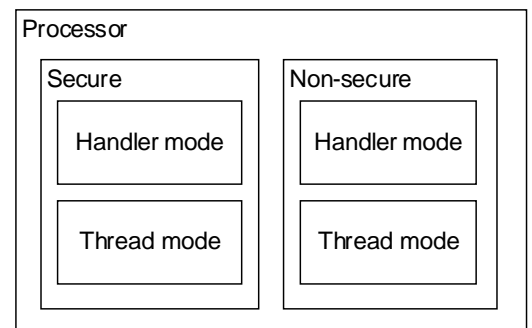 Processor
Secure
Handler mode
Thread mode
Non-secure
Handler mode
Thread mode